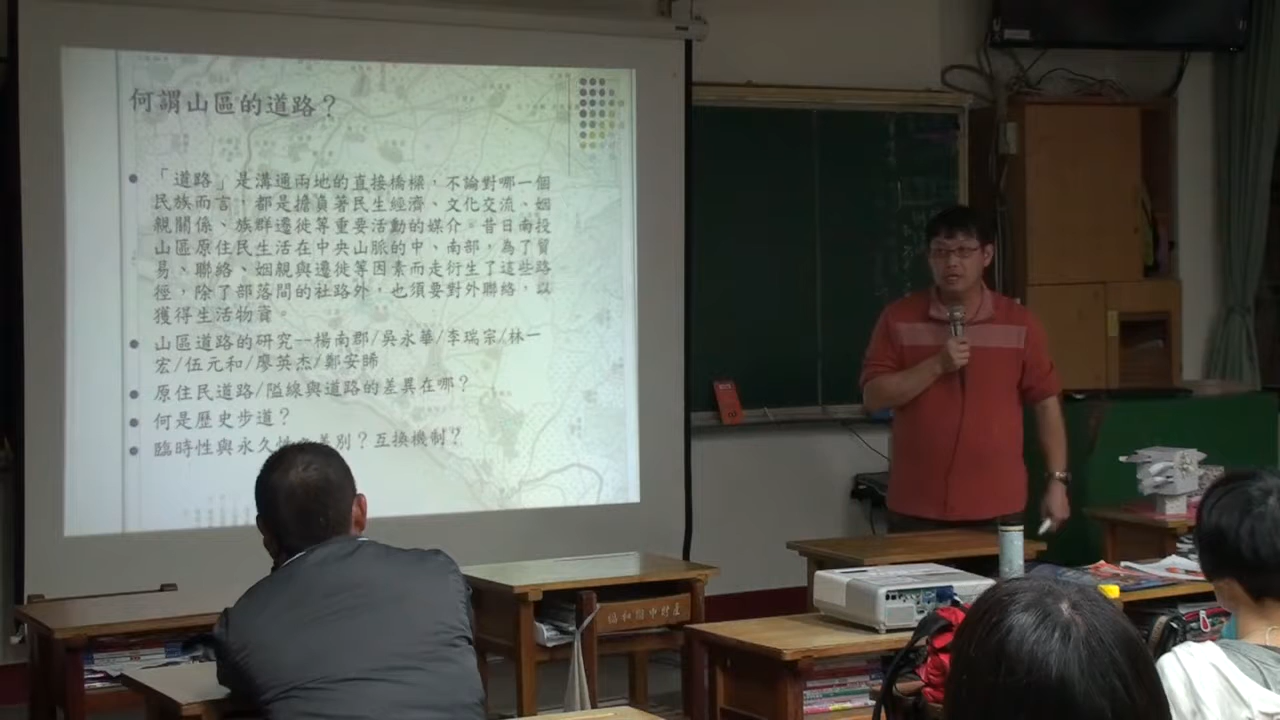 何謂山區的道路？
「道路」是溝通兩地的直接橋樑，不論對哪一個
民族而言，都是擔負著民生經濟、文化交流、姻
親關係、族群遷徙等重要活動的媒介。昔日南投
山區原住民生活在中央山脈的中、南部，為了貿
易、聯絡、姻親與遷徙等因素而走衍生了這些路
徑，除了部落間的社路外，也須要對外聯絡，以
獲得生活物資。
山區道路的研究--楊南郡/吳永華/李瑞宗/林一
宏/伍元和/廖英杰/鄭安睎
原住民道路/隘線與道路的差異在哪？
何是歷史步道？
臨時性與永久性 差別？互換機制？